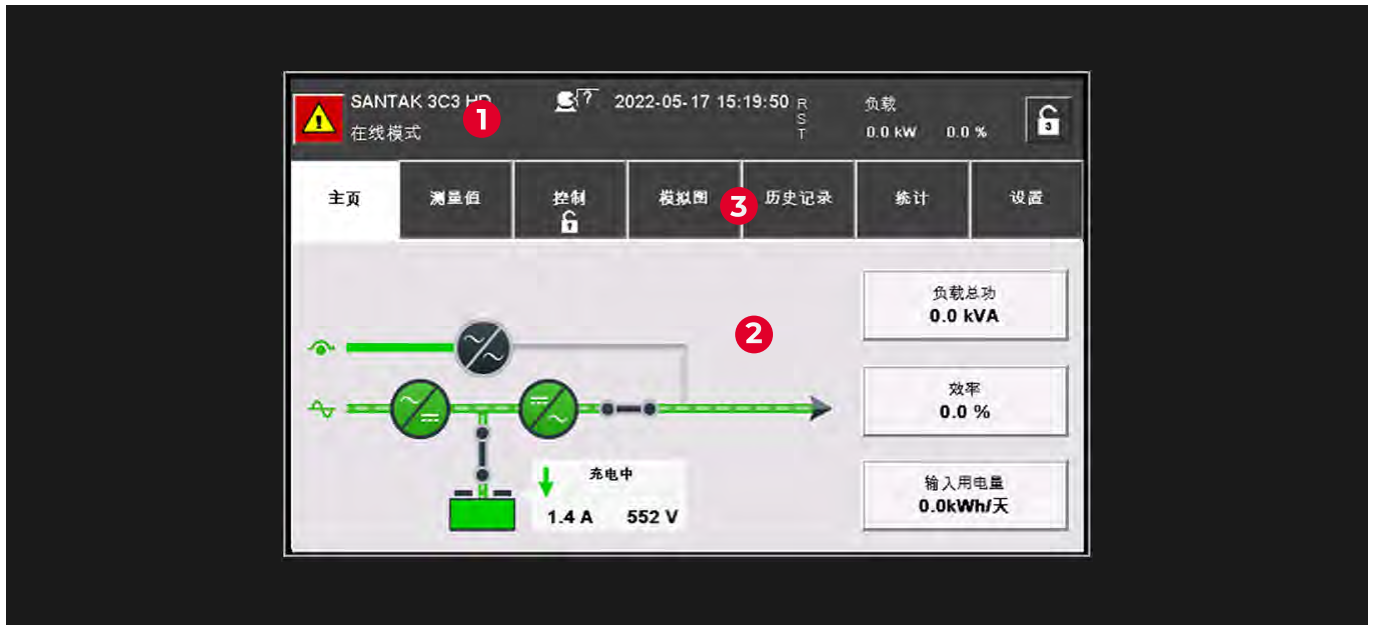 SANTAK 3C3 HD
在线模式
1
?
2022-05-17 15:19:50
R
S
T
负载
0.0 kW 0.0 %
3
主页
测量值
控制
模拟图
3
历史记录
统计
设置
负载总功
0.0 kVA
2
效率
0.0 %
输入用电量
0.0kWh/天
充电中
1.4 A 552 V